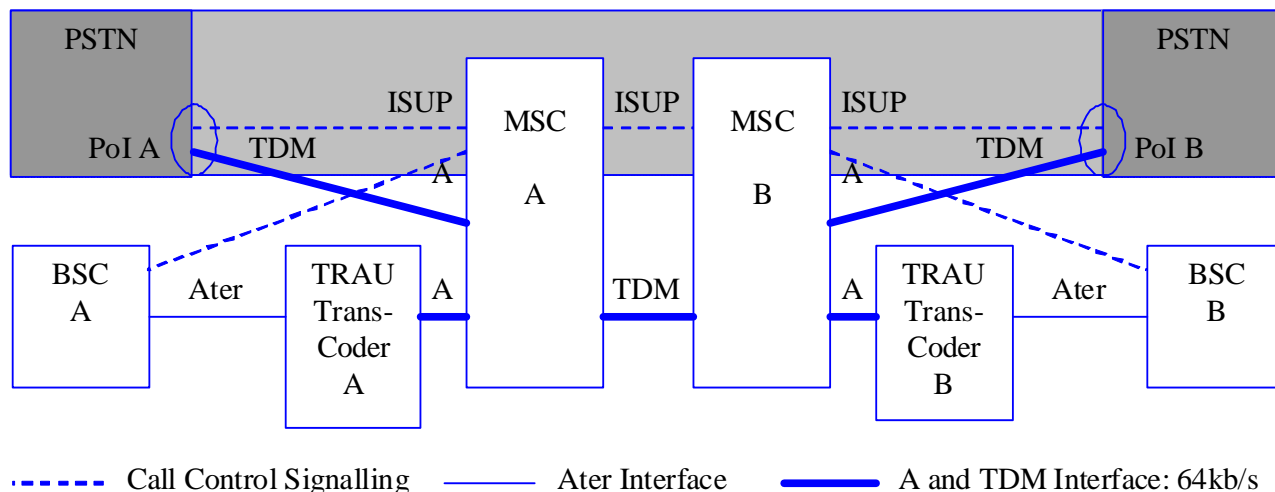 PSTN
PSTN
ISUP
ISUP
ISUP
MSC
A
MSC
B
PoI A
TDM
TDM
PoI B
A
A
BSC
A
Ater
TRAU
Trans-
Coder
A
A
TDM
A
TRAU
Trans-
Coder
B
Ater
BSC
B
Call Control Signalling
Ater Interface
A and TDM Interface: 64kb/s